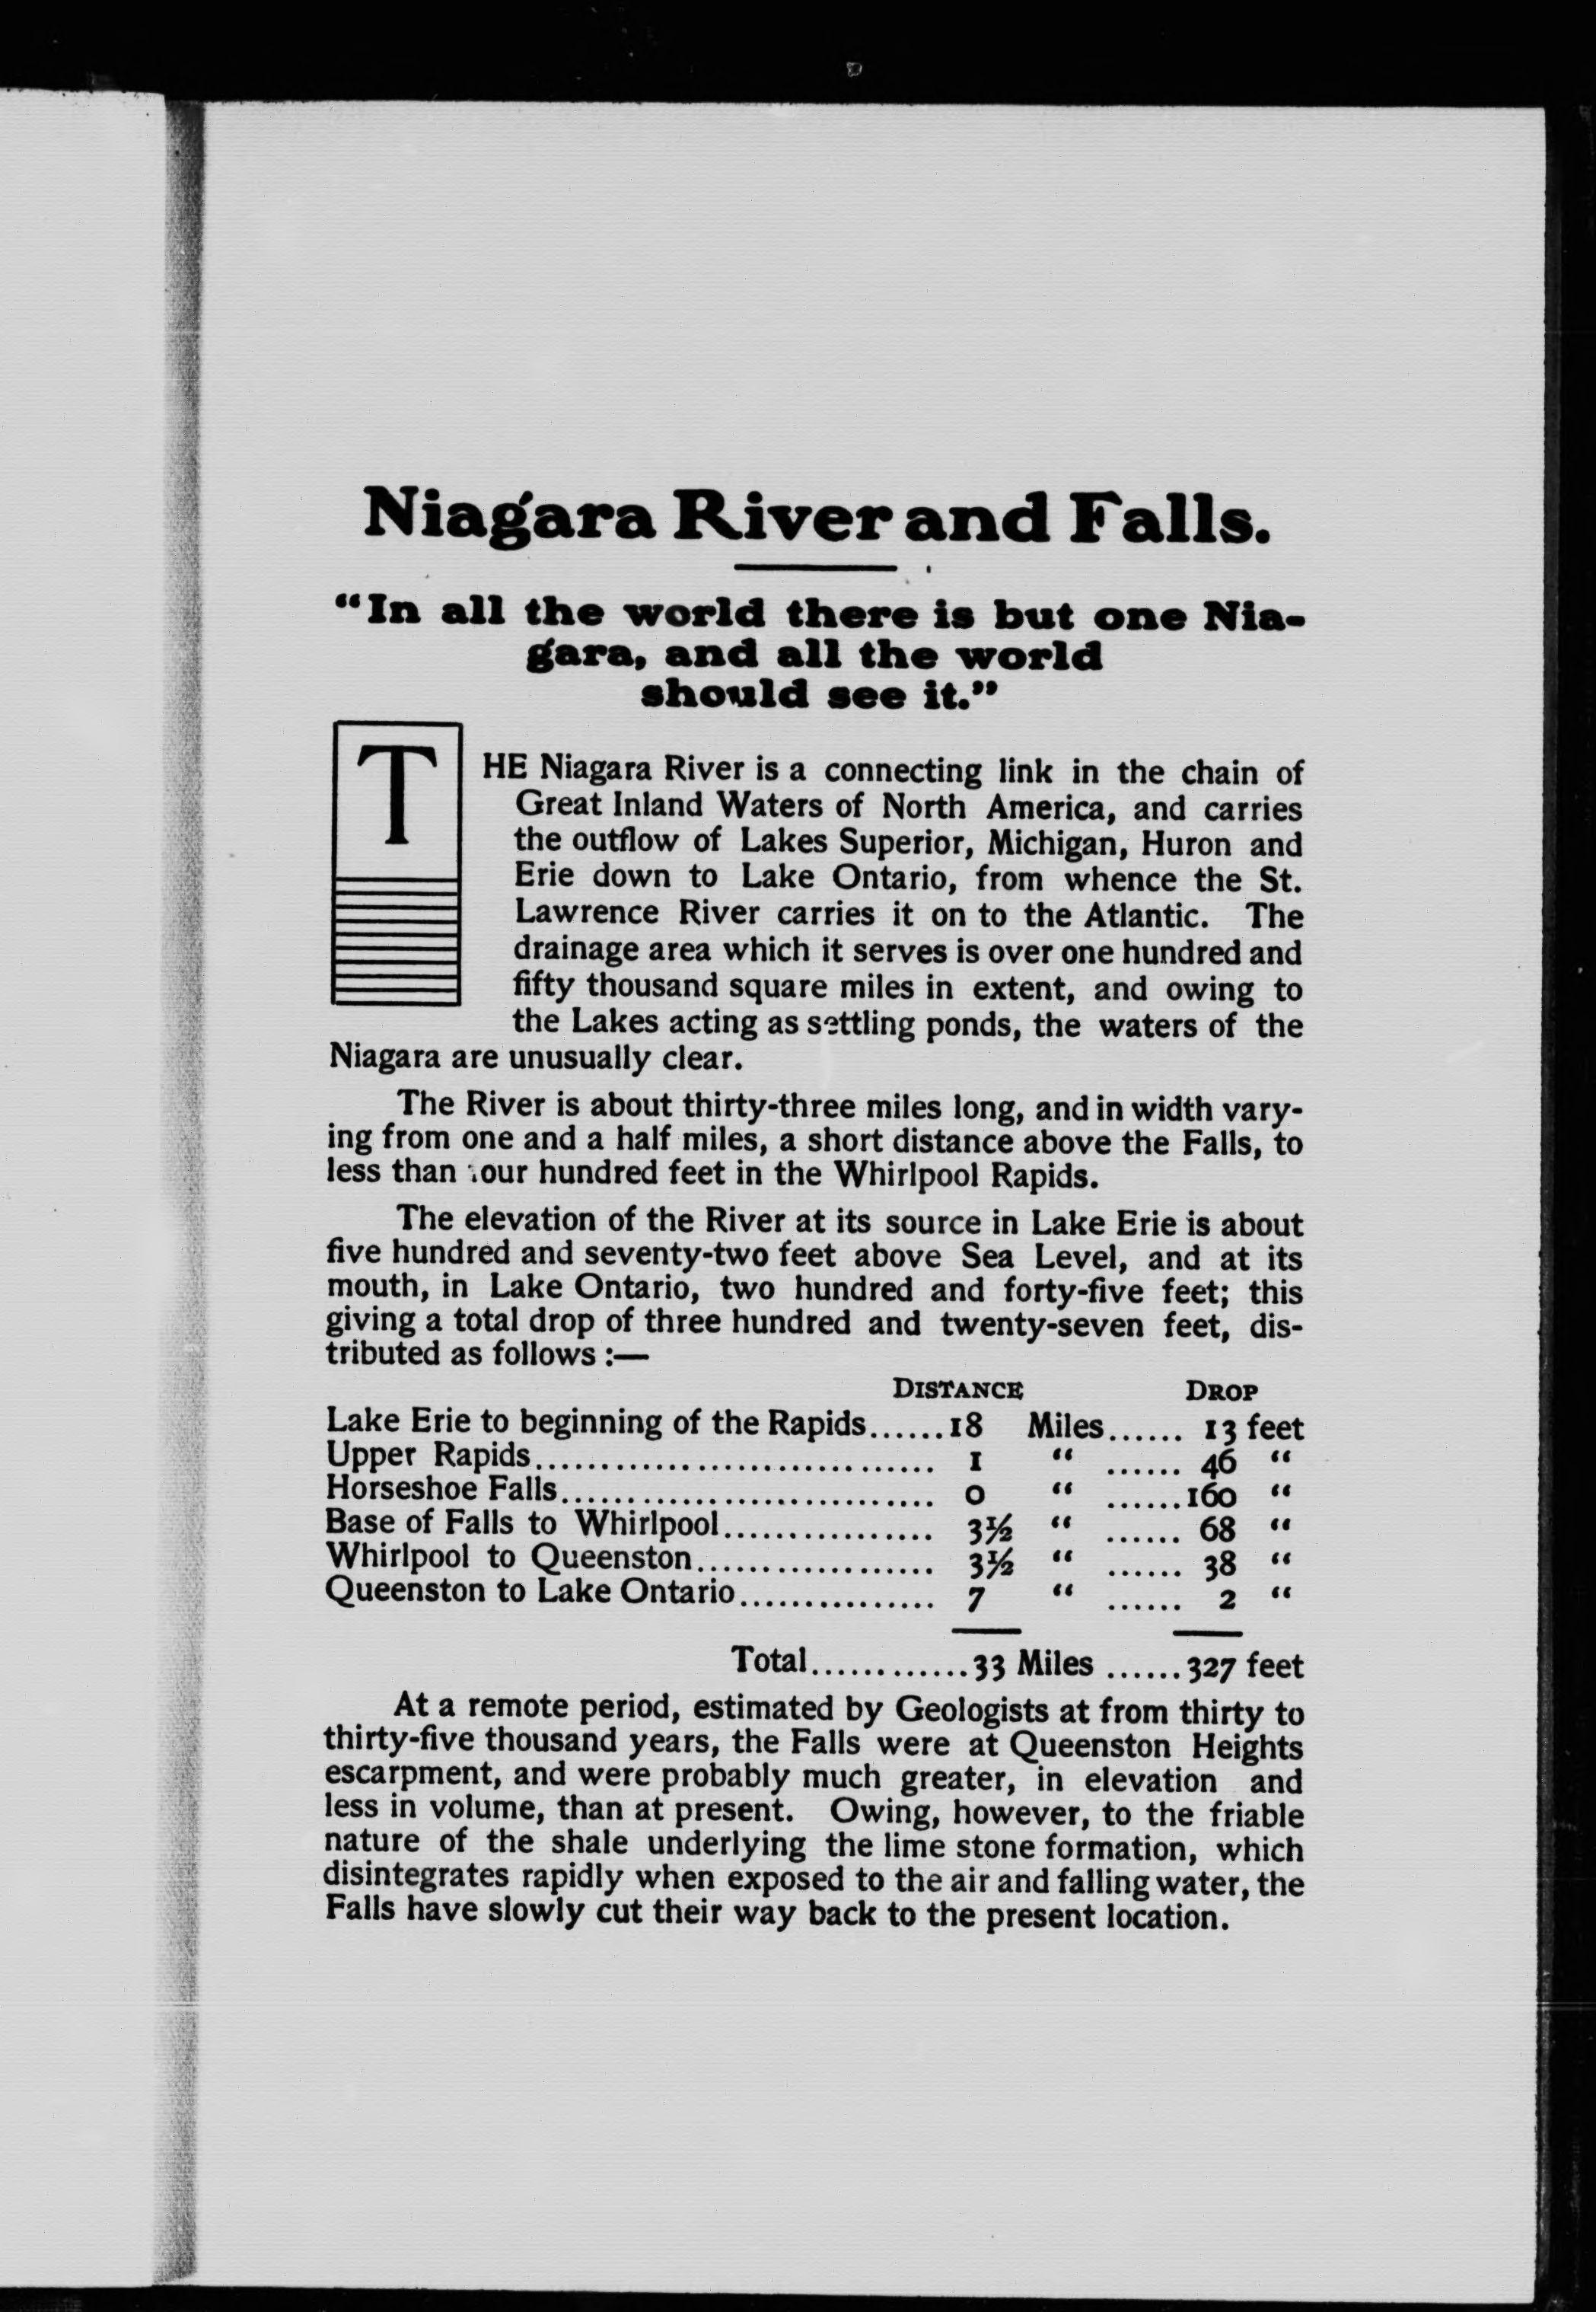 Niagara River and Falls.
“In all the world there is but one Nia-
gara, and all the world
should see it.”
THE Niagara River is a connecting link in the chain of
Great Inland Waters of North America, and carries
the outflow of Lakes Superior, Michigan, Huron and
Erie down to Lake Ontario, from whence the St.
Lawrence River carries it on to the Atlantic. The
drainage area which it serves is over one hundred and
fifty thousand square miles in extent, and owing to
the Lakes acting as settling ponds, the waters of the
Niagara are unusually clear.
The River is about thirty-three miles long, and in width vary-
ing from one and a half miles, a short distance above the Falls, to
less than four hundred feet in the Whirlpool Rapids.
The elevation of the River at its source in Lake Erie is about
five hundred and seventy-two feet above Sea Level, and at its
mouth, in Lake Ontario, two hundred and forty-five feet; this
giving a total drop of three hundred and twenty-seven feet, dis-
tributed as follows :—
DISTANCE DROP
Lake Erie to beginning of the Rapids......18 Miles...... 13 feet
Upper Rapids............................... 1 “ ...... 46 “
Horseshoe Falls............................. 0 “ ......160 “
Base of Falls to Whirlpool................ 3½ “ ...... 68 “
Whirlpool to Queenston................... 3½ “ ...... 38 “
Queenston to Lake Ontario............... 7 “ ...... 2 “
Total............33 Miles ......327 feet
At a remote period, estimated by Geologists at from thirty to
thirty-five thousand years, the Falls were at Queenston Heights
escarpment, and were probably much greater, in elevation and
less in volume, than at present. Owing, however, to the friable
nature of the shale underlying the lime stone formation, which
disintegrates rapidly when exposed to the air and falling water, the
Falls have slowly cut their way back to the present location.